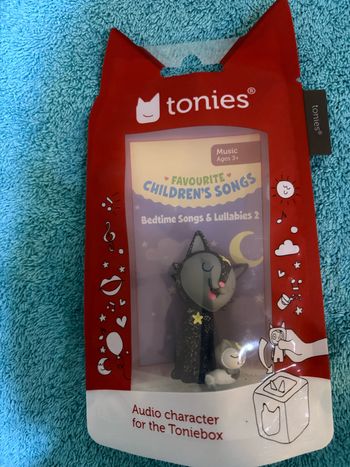 tonies®
tonies®
Music
Ages 3+
FAVOURITE
CHILDREN'S SONGS
Bedtime Songs & Lullabies 2
Audio character
for the Toniebox